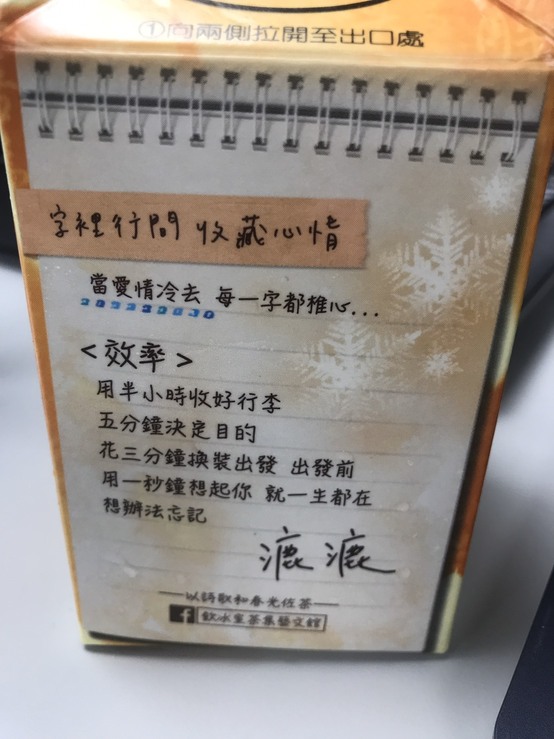 ①向兩側拉開至出口處
字裡行間 收藏心情
當愛情冷去 每一字都椎心...
<效率>
用半小時收好行李
五分鐘決定目的
花三分鐘換裝出發 出發前
用一秒鐘想起你 就一生都在
想辦法忘記
漉漉
以詩歌和春光佐茶
f 飲冰室茶集藝文館